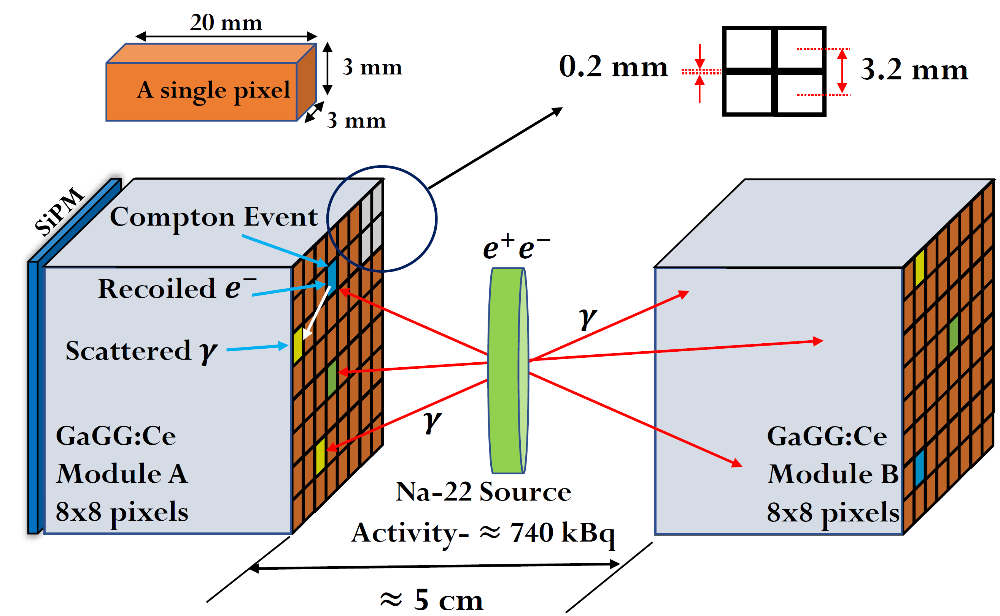 20 mm
3 mm
3 mm
A single pixel
0.2 mm
3.2 mm
SiPM
Compton Event
Recoiled e⁻
Scattered γ
GaGG:Ce
Module A
8x8 pixels
e⁺e⁻
γ
γ
Na-22 Source
Activity- ≈ 740 kBq
≈ 5 cm
GaGG:Ce
Module B
8x8 pixels